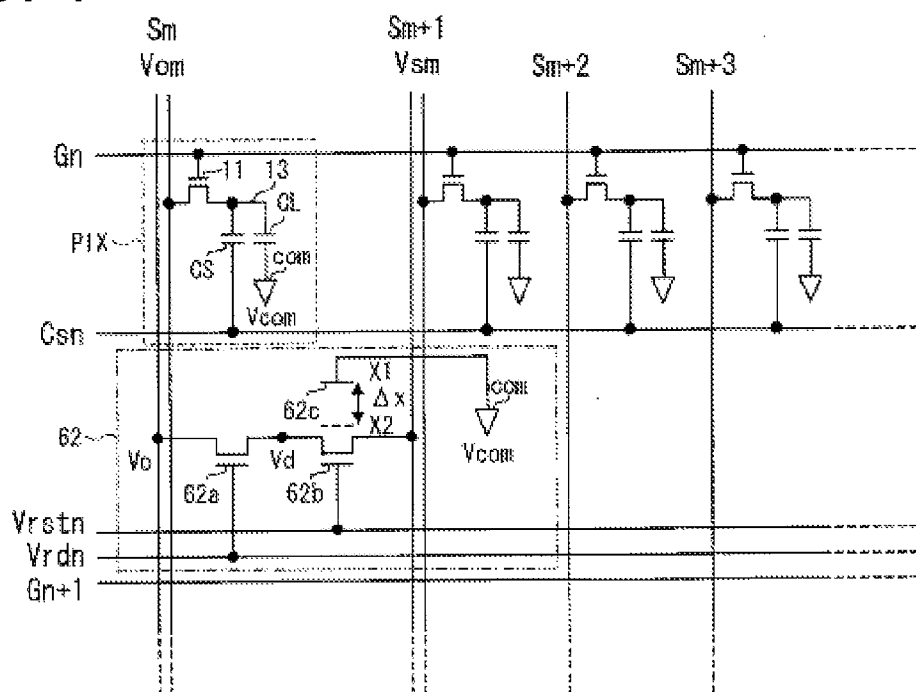 Sm
Vom
Sm+1
Vsm
Sm+2
Sm+3
Gn
11
13
CL
PIX
CS
com
Vcom
Csn
X1
Δx
62c
X2
com
Vcom
62
Vo
Vd
62a
62b
Vrstn
Vrdn
Gn+1